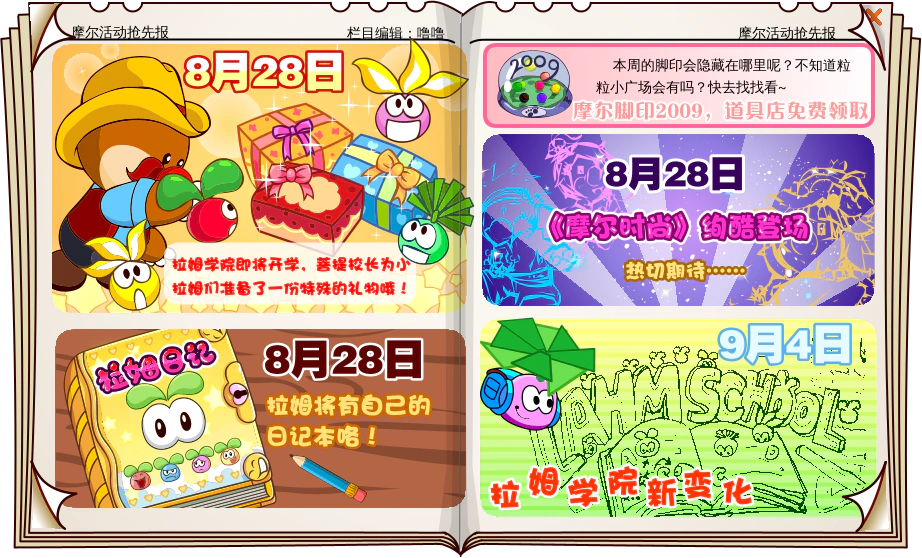 摩尔活动抢先报
栏目编辑：噜噜
8月28日
拉姆学院即将开学，菩提校长为小
拉姆们准备了一份特殊的礼物哦！
拉姆日记
8月28日
拉姆将有自己的
日记本咯！
摩尔活动抢先报
2009
本周的脚印会隐藏在哪里呢？不知道粒
粒小广场会有吗？快去找找看~
摩尔脚印2009，道具店免费领取
8月28日
《摩尔时尚》绚酷登场
热切期待……
9月4日
LAHMSCHOOL
拉姆学院新变化